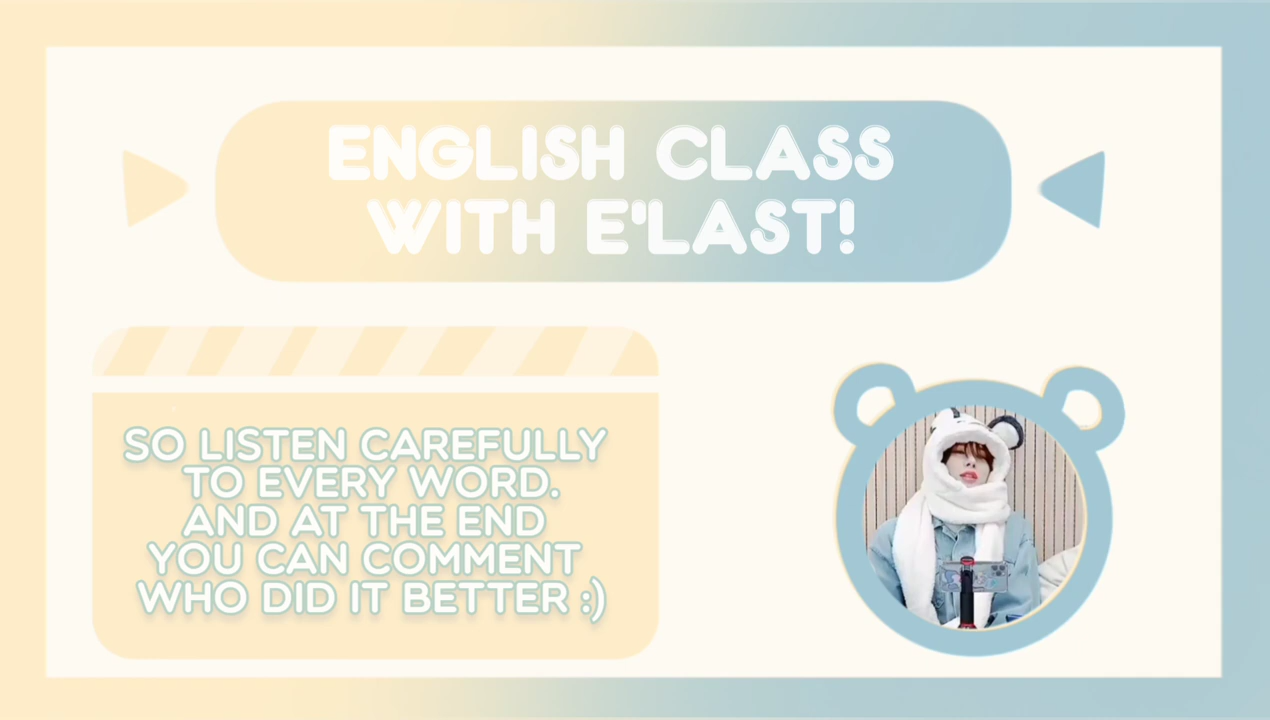 ENGLISH CLASS
WITH E'LAST!
SO LISTEN CAREFULLY
TO EVERY WORD.
AND AT THE END
YOU CAN COMMENT
WHO DID IT BETTER :)